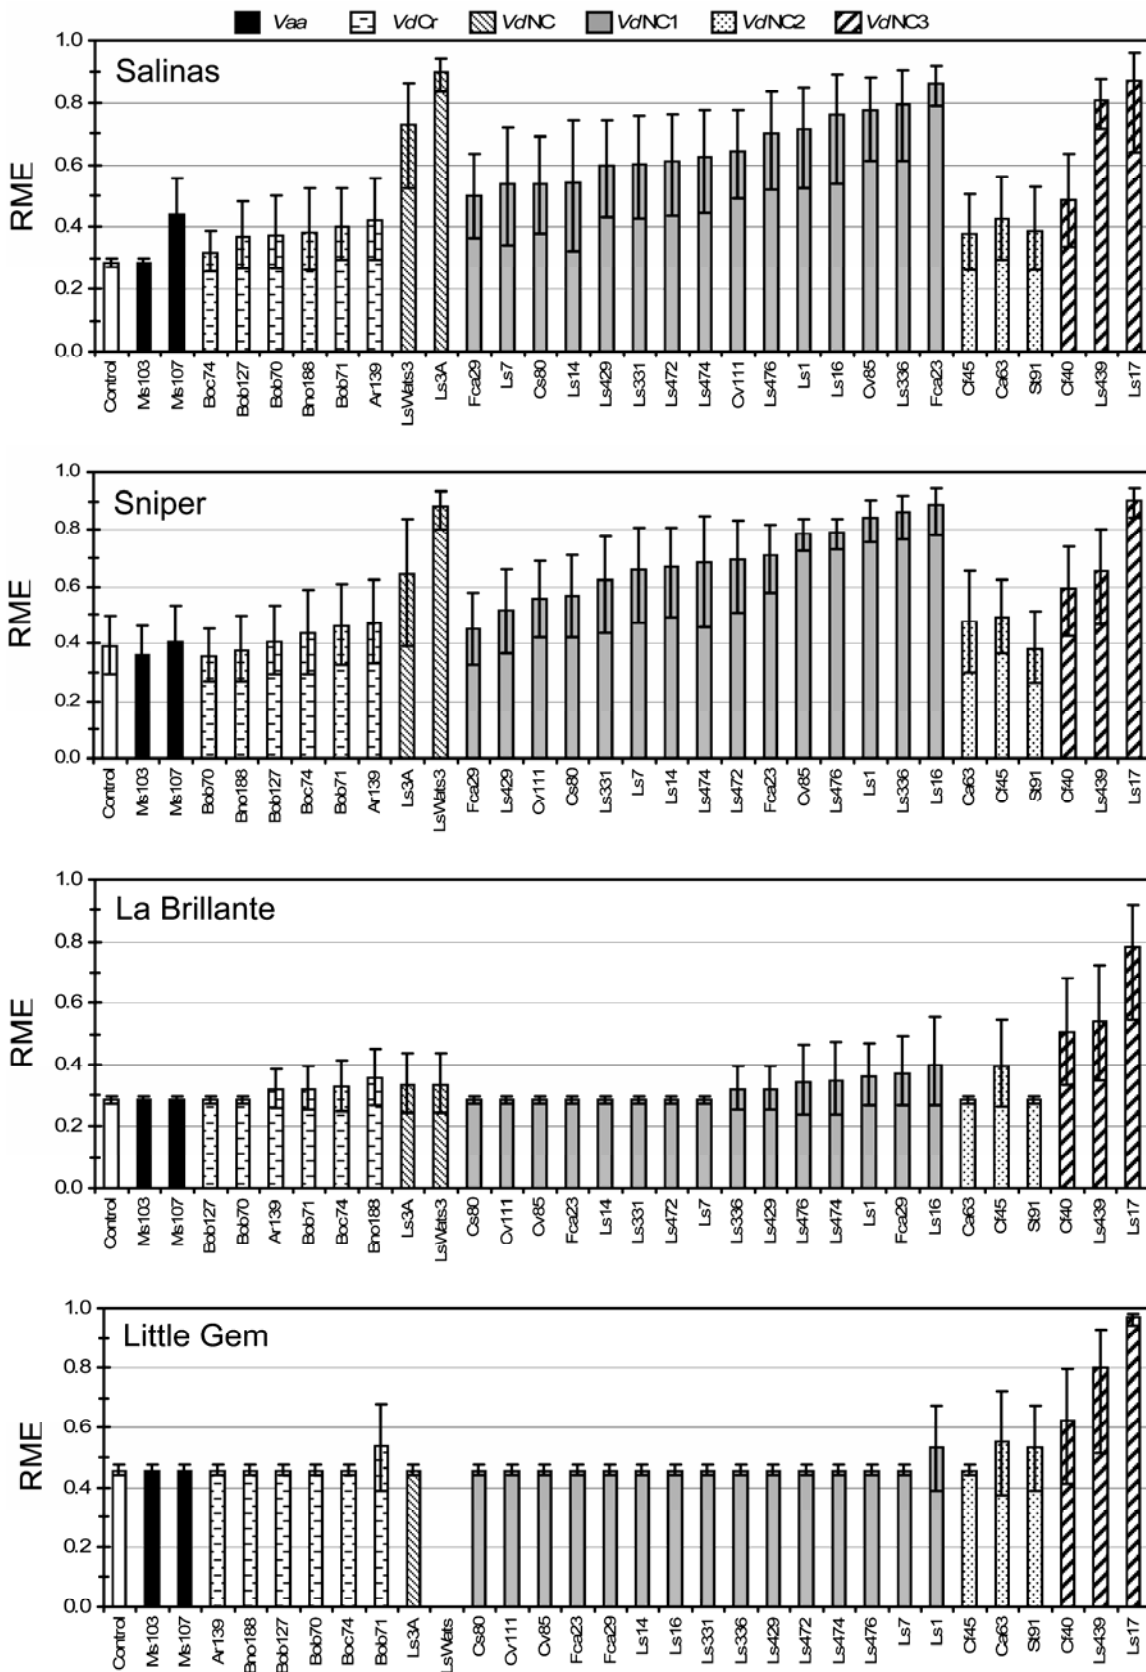 Vaa VdCr VdNC VdNC1 VdNC2 VdNC3
Salinas
RME
1.0
0.8
0.6
0.4
0.2
0.0
Control Ms103 Ms107 Boc74 Bob127 Bob70 Bno188 Bob71 Ar139 LsWats3 Ls3A Fca29 Ls7 Cs80 Ls14 Ls429 Ls331 Ls472 Ls474 Cv111 Ls476 Ls1 Ls16 Cv85 Ls336 Fca23 Cf45 Ca63 St91 Cf40 Ls439 Ls17
Sniper
RME
1.0
0.8
0.6
0.4
0.2
0.0
Control Ms103 Ms107 Bob70 Bno188 Bob127 Boc74 Bob71 Ar139 Ls3A LsWats3 Fca29 Ls429 Cv111 Cs80 Ls331 Ls7 Ls14 Ls474 Ls472 Fca23 Cv85 Ls476 Ls1 Ls336 Ls16 Ca63 Cf45 St91 Cf40 Ls439 Ls17
La Brillante
RME
1.0
0.8
0.6
0.4
0.2
0.0
Control Ms103 Ms107 Bob127 Bob70 Ar139 Bob71 Boc74 Bno188 Ls3A LsWats3 Cs80 Cv111 Cv85 Fca23 Ls14 Ls331 Ls472 Ls7 Ls336 Ls429 Ls476 Ls474 Ls1 Fca29 Ls16 Ca63 Cf45 St91 Cf40 Ls439 Ls17
Little Gem
RME
1.0
0.8
0.6
0.4
0.2
0.0
Control Ms103 Ms107 Ar139 Bno188 Bob127 Bob70 Boc74 Bob71 Ls3A LsWats Cs80 Cv111 Cv85 Fca23 Fca29 Ls14 Ls16 Ls331 Ls336 Ls429 Ls472 Ls474 Ls476 Ls7 Ls1 Cf45 Ca63 St91 Cf40 Ls439 Ls17